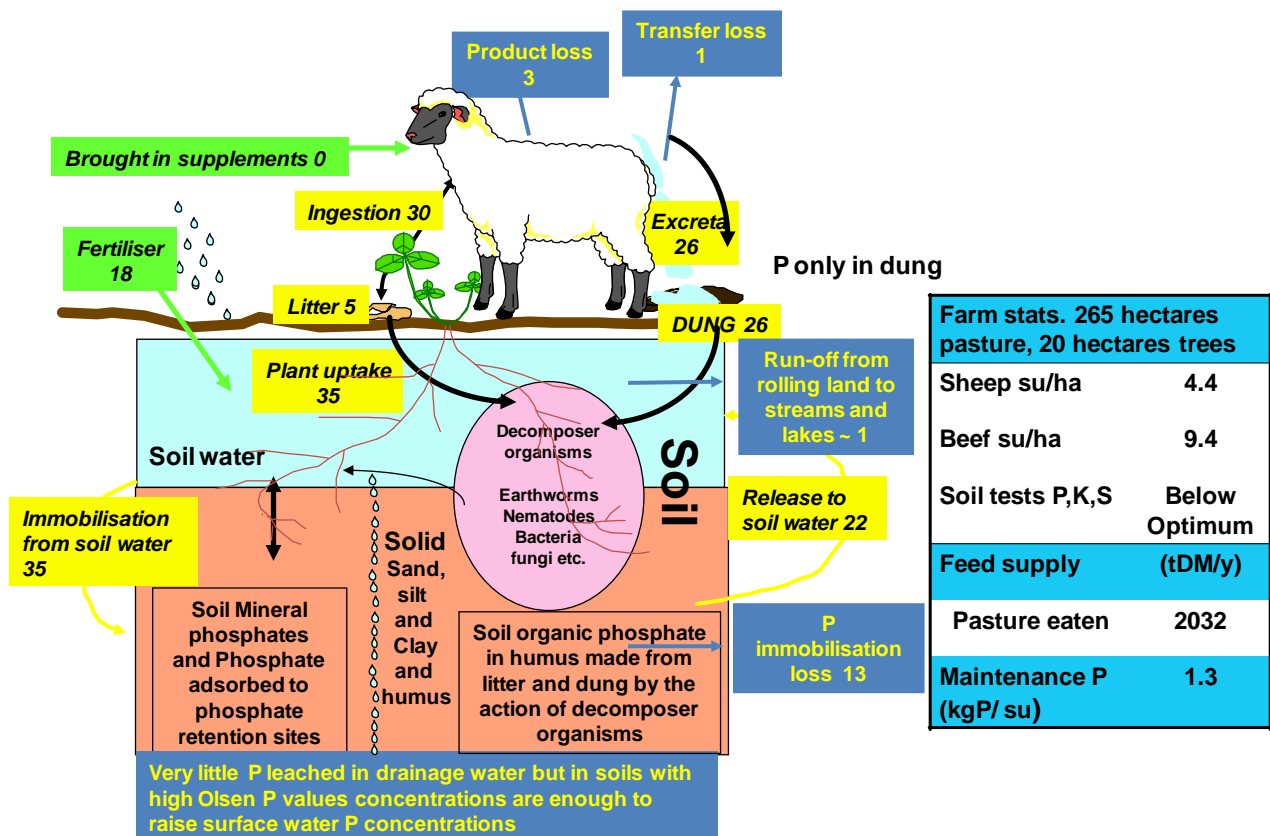 Transfer loss
1
Product loss
3
Brought in supplements 0
Ingestion 30
Excreta
26
Fertiliser
18
P only in dung
Litter 5
DUNG 26
Plant uptake
35
Run-off from
rolling land to
streams and
lakes ~ 1
Decomposer
organisms
Earthworms
Nematodes
Bacteria
fungi etc.
Soil
Soil water
Immobilisation
from soil water
35
Release to
soil water 22
Solid
Sand,
silt
and
Clay
and
humus
Soil Mineral
phosphates
and Phosphate
adsorbed to
phosphate
retention sites
Soil organic phosphate
in humus made from
litter and dung by the
action of decomposer
organisms
P
immobilisation
loss 13
Very little P leached in drainage water but in soils with
high Olsen P values concentrations are enough to
raise surface water P concentrations
Farm stats. 265 hectares
pasture, 20 hectares trees
Sheep su/ha 4.4
Beef su/ha 9.4
Soil tests P,K,S Below
Optimum
Feed supply (tDM/y)
Pasture eaten 2032
Maintenance P 1.3
(kgP/ su)